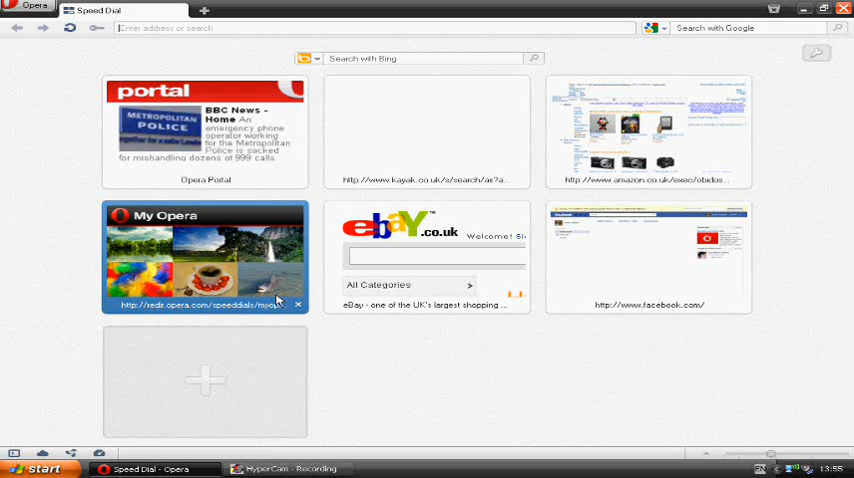 Opera
Speed Dial
Enter address or search
Search with Google
Search with Bing
portal
METROPOLITAN
POLICE
BBC News -
Home An
emergency phone
operator working
for the Metropolitan
Police is sacked
for mishandling dozens of 999 calls.
Opera Portal
http://www.kayak.co.uk/s/search/air?a...
http://www.amazon.co.uk/exec/obidos...
My Opera
http://redir.opera.com/speeddials/myop
ebay.co.uk
Welcome! Si
All Categories
eBay - one of the UK's largest shopping ...
facebook
http://www.facebook.com/
start
Speed Dial - Opera
HyperCam - Recording
EN
13:55